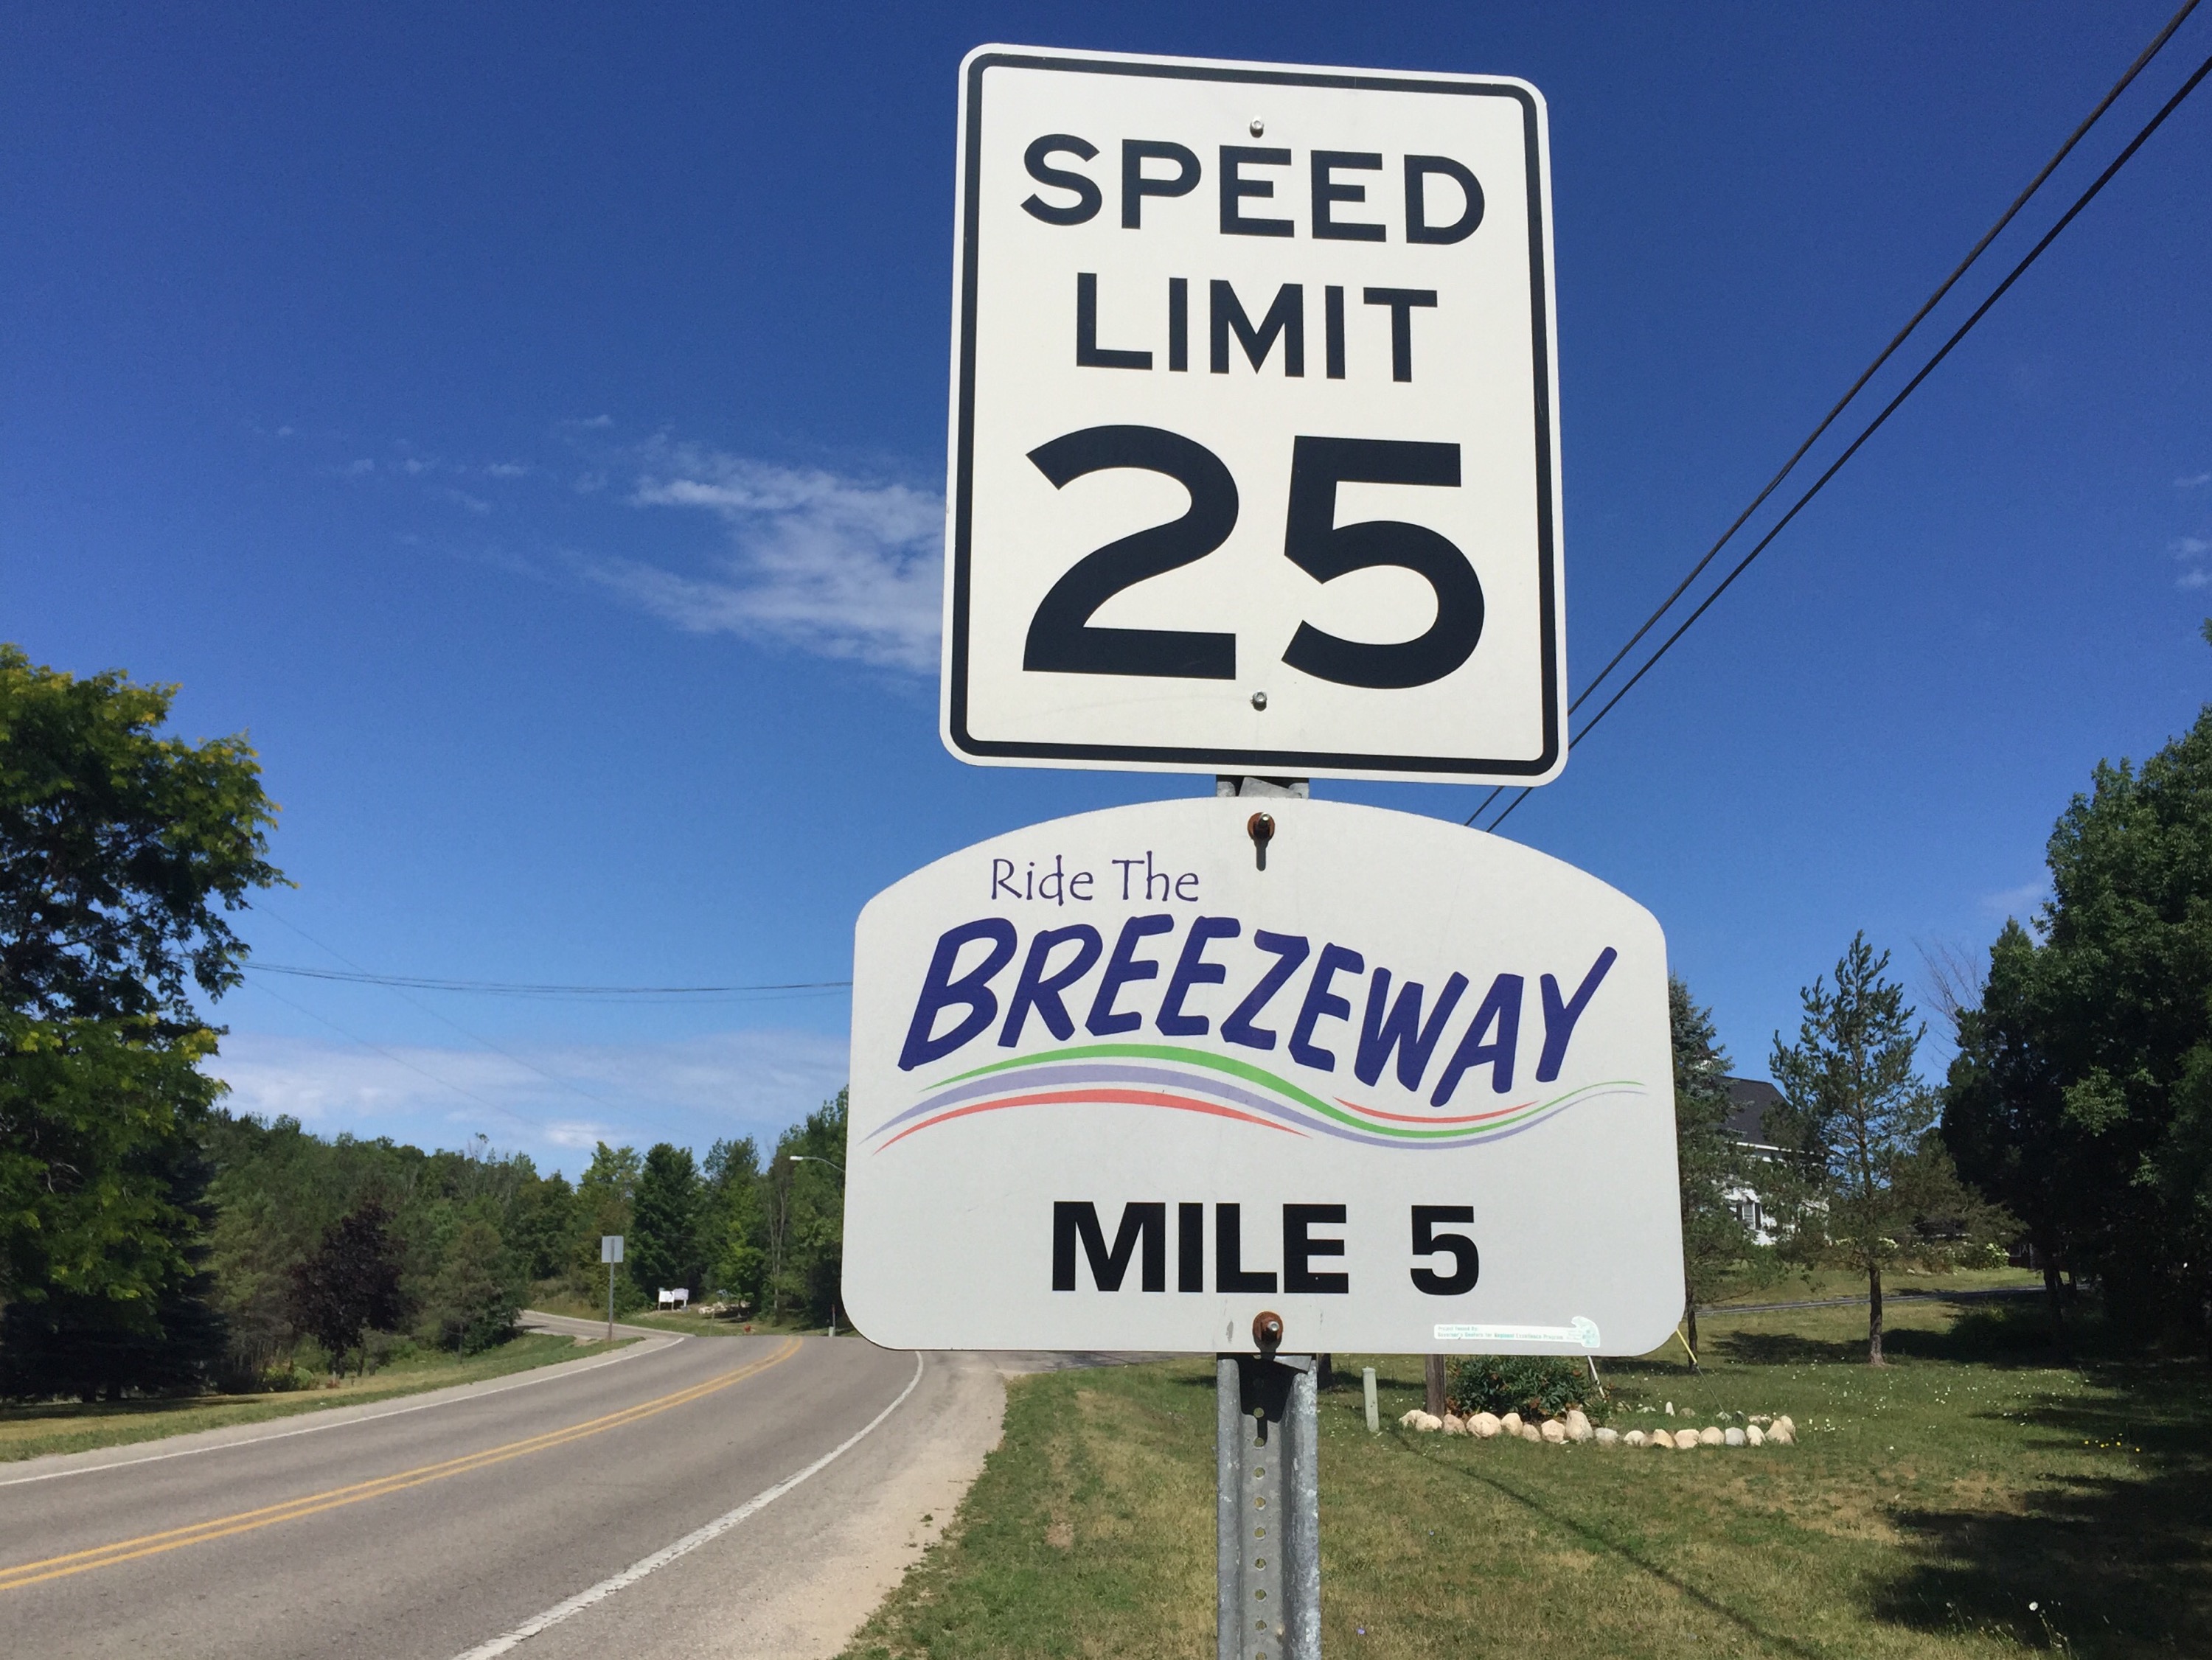 SPEED
LIMIT
25
Ride The
BREEZEWAY
MILE 5